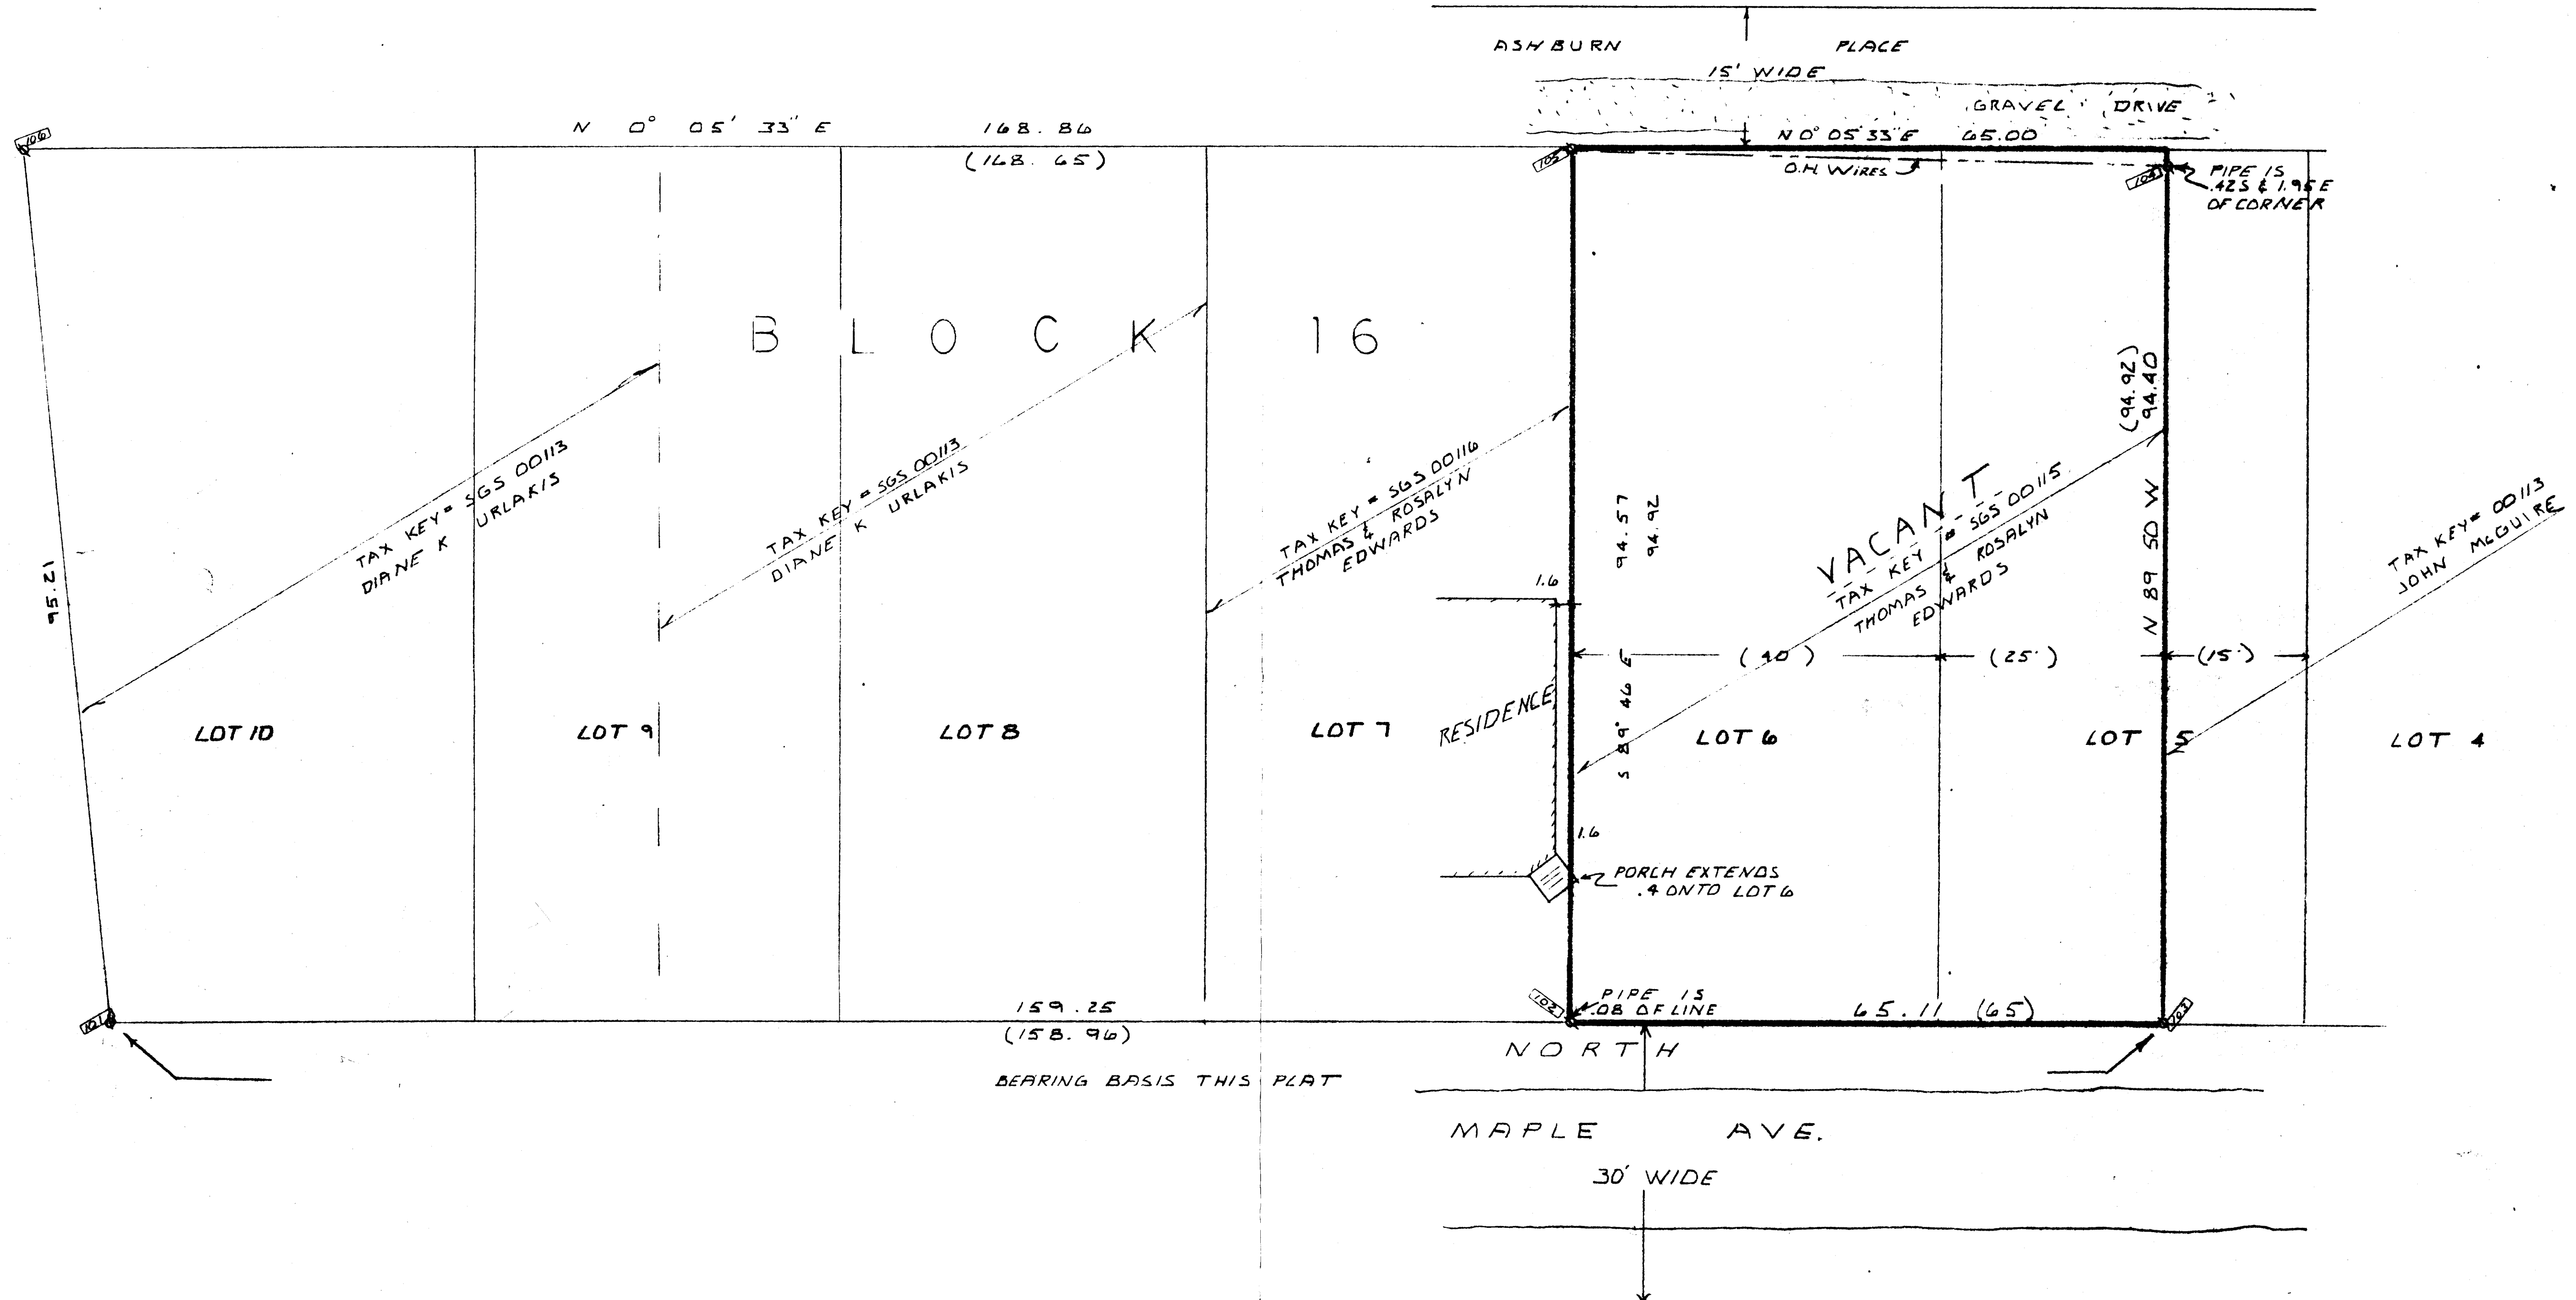 ASHBURN PLACE
15' WIDE
GRAVEL DRIVE
N 0° 05' 33" E 168.86
(168.65)
N 0° 05' 33" E 65.00
O.H. WIRES
106
105
104
PIPE IS
.42 S & 1.95 E
OF CORNER
BLOCK 16
TAX KEY = SGS 00113
DIANE K URLAKIS
TAX KEY = SGS 00113
DIANE K URLAKIS
TAX KEY = SGS 00116
THOMAS & ROSALYN
EDWARDS
VACANT
TAX KEY = SGS 00115
THOMAS & ROSALYN
EDWARDS
TAX KEY = 00113
JOHN McGUIRE
95.21
S 89° 46 E 94.57
94.92
(94.92)
N 89 50 W 94.40
1.6
(40) (25') (15')
LOT 10 LOT 9 LOT 8 LOT 7 RESIDENCE LOT 6 LOT 5 LOT 4
1.6
PORCH EXTENDS
.4 ONTO LOT 6
101
102
103
PIPE IS
.08 OF LINE
159.25
(158.96)
65.11 (65)
NORTH
BEARING BASIS THIS PLAT
MAPLE AVE.
30' WIDE